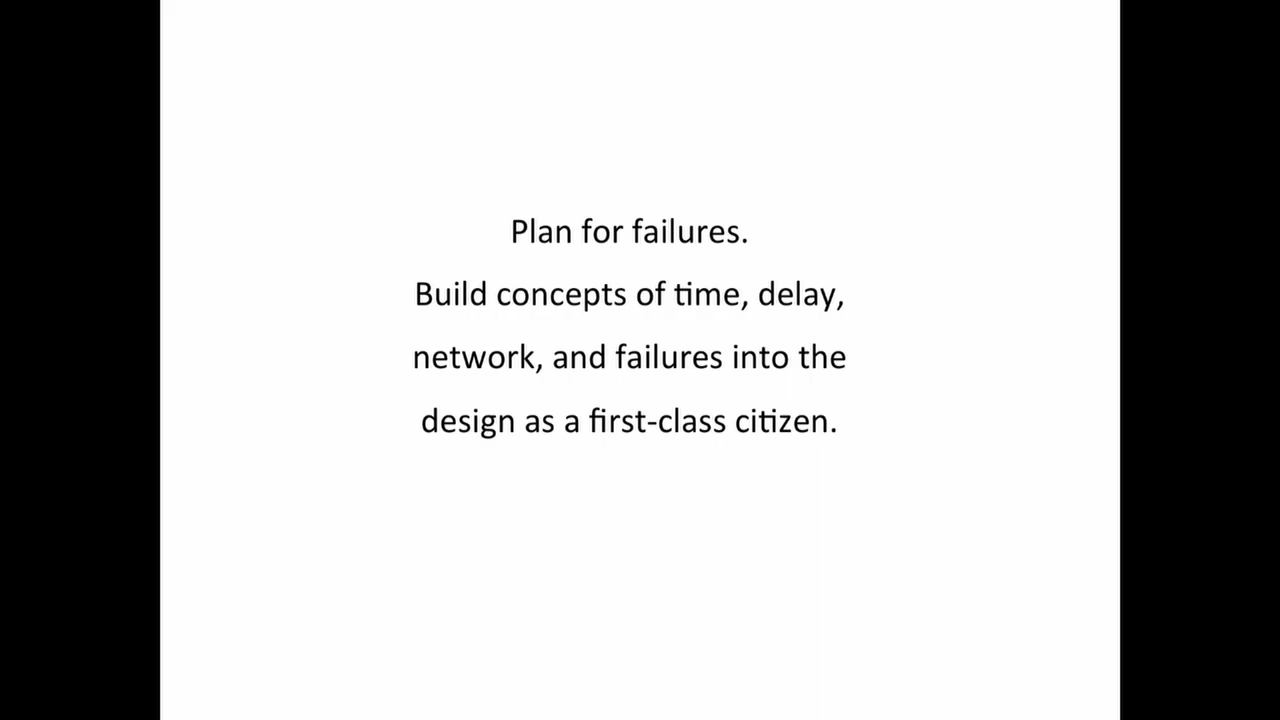 Plan for failures.
Build concepts of time, delay,
network, and failures into the
design as a first-class citizen.